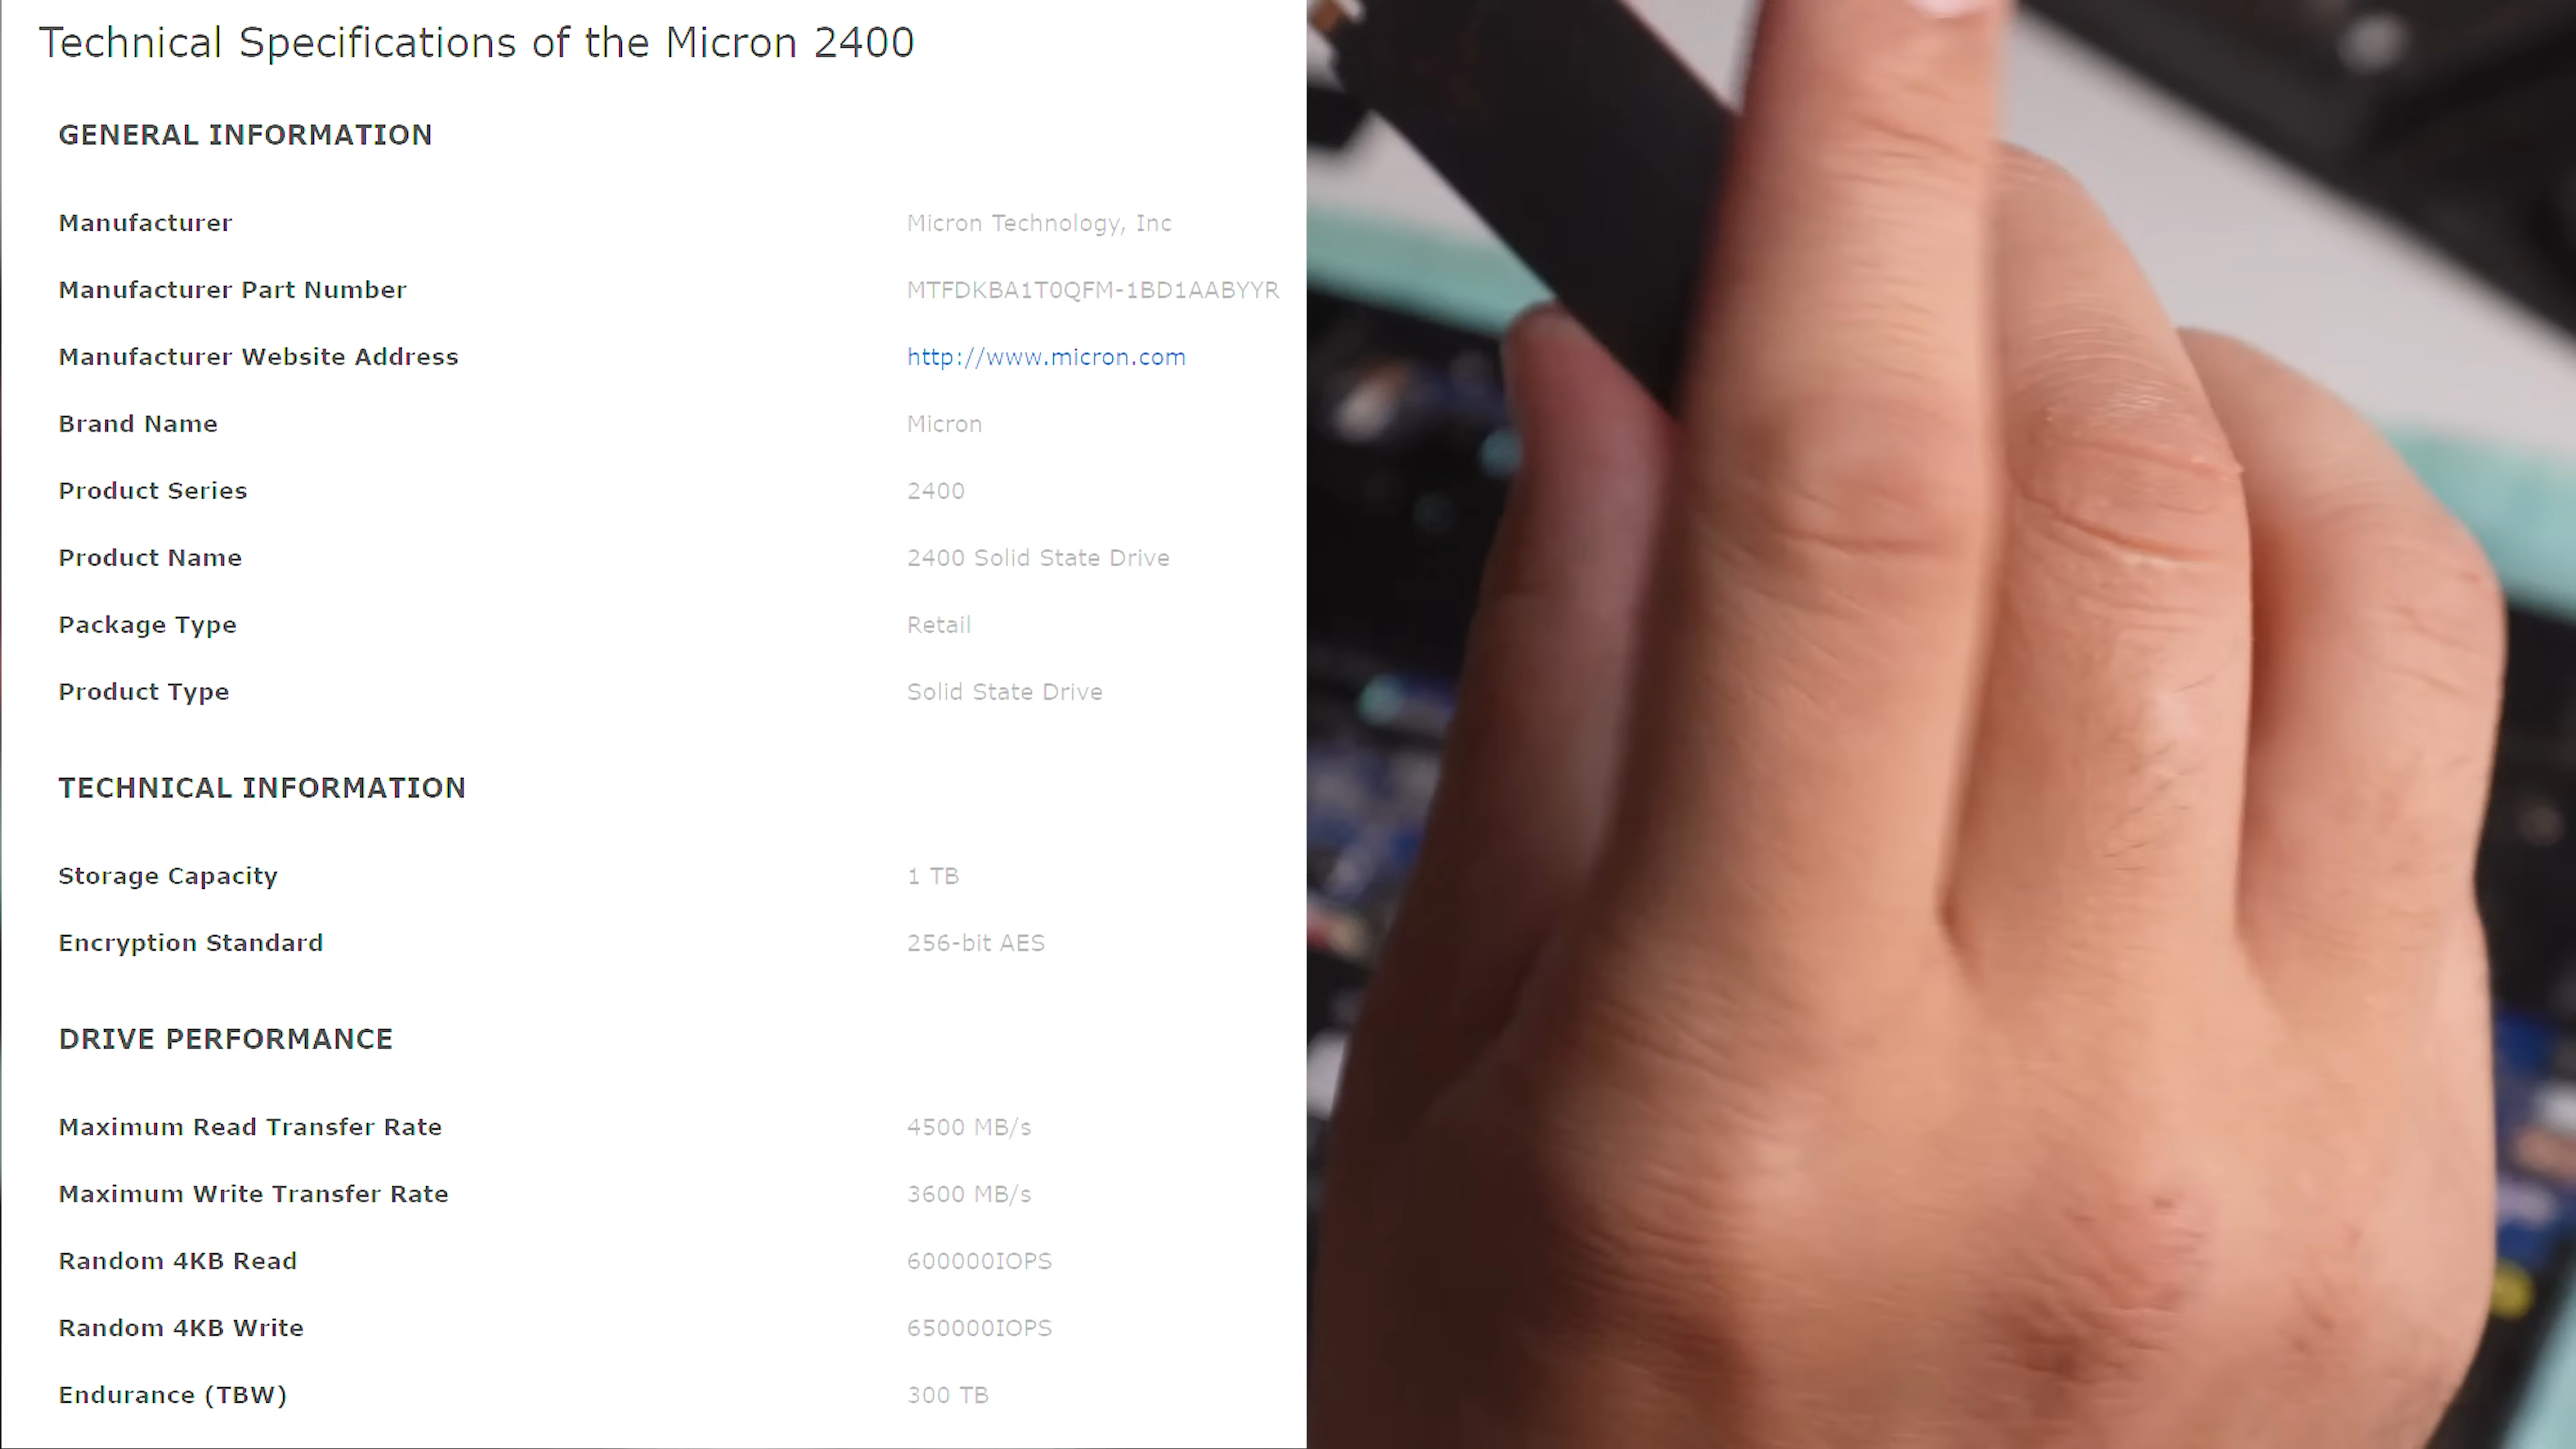 Technical Specifications of the Micron 2400
GENERAL INFORMATION
Manufacturer Micron Technology, Inc
Manufacturer Part Number MTFDKBA1T0QFM-1BD1AABYYR
Manufacturer Website Address http://www.micron.com
Brand Name Micron
Product Series 2400
Product Name 2400 Solid State Drive
Package Type Retail
Product Type Solid State Drive
TECHNICAL INFORMATION
Storage Capacity 1 TB
Encryption Standard 256-bit AES
DRIVE PERFORMANCE
Maximum Read Transfer Rate 4500 MB/s
Maximum Write Transfer Rate 3600 MB/s
Random 4KB Read 600000IOPS
Random 4KB Write 650000IOPS
Endurance (TBW) 300 TB